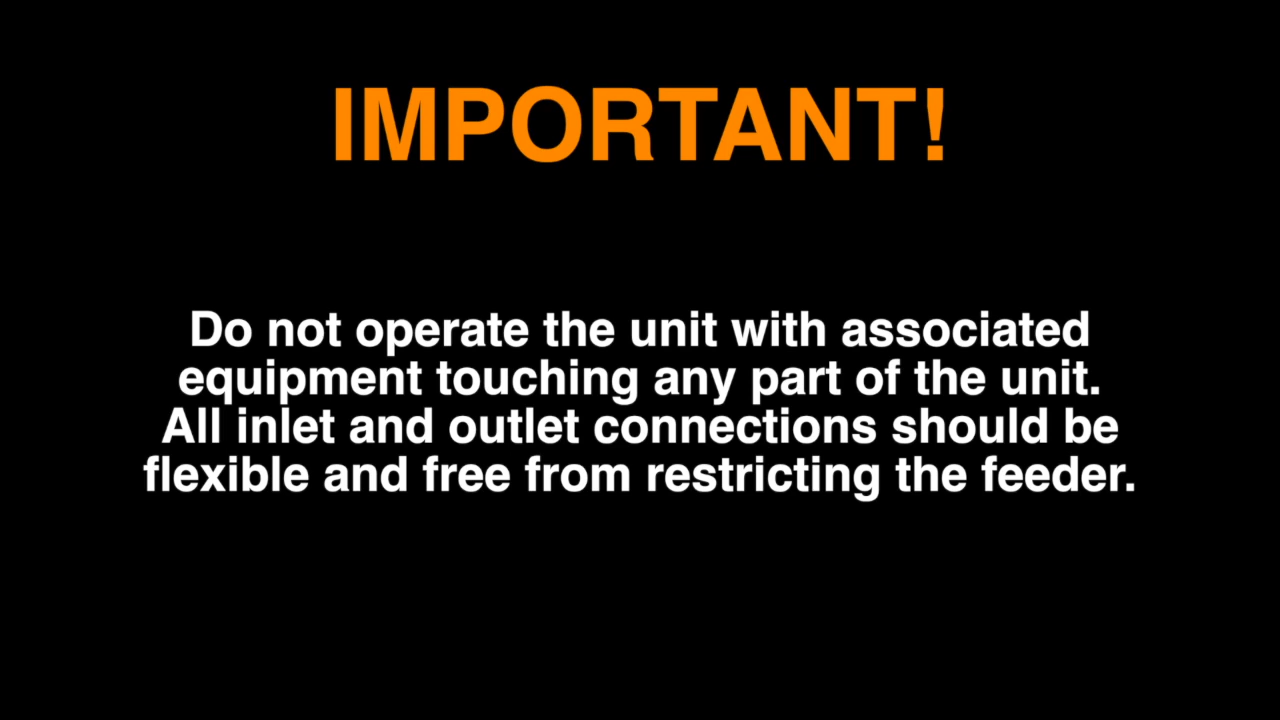 IMPORTANT!
Do not operate the unit with associated
equipment touching any part of the unit.
All inlet and outlet connections should be
flexible and free from restricting the feeder.